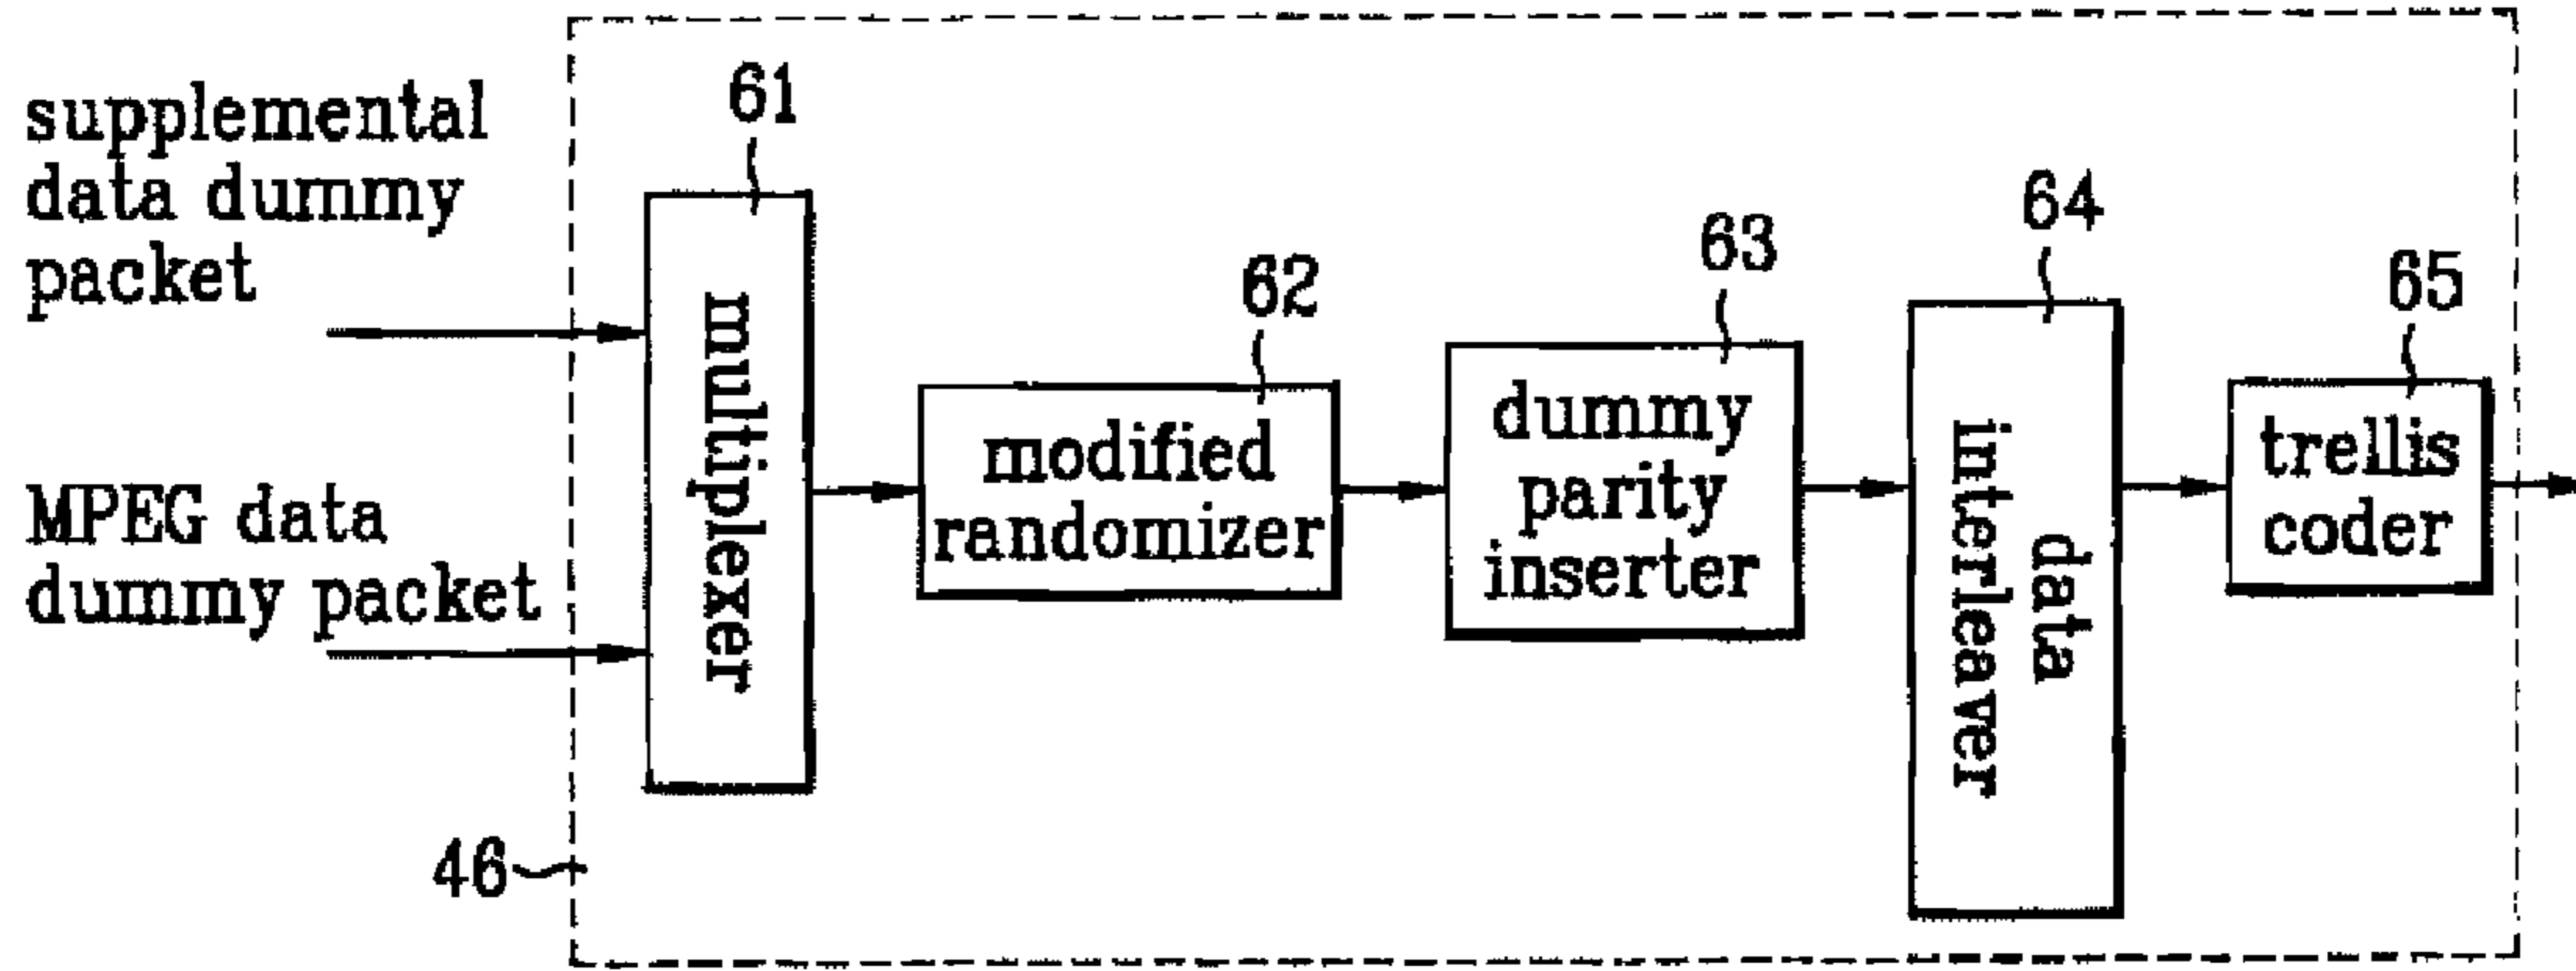 supplemental
data dummy
packet
MPEG data
dummy packet
61
multiplexer
62
modified
randomizer
63
dummy
parity
inserter
64
data
interleaver
65
trellis
coder
46